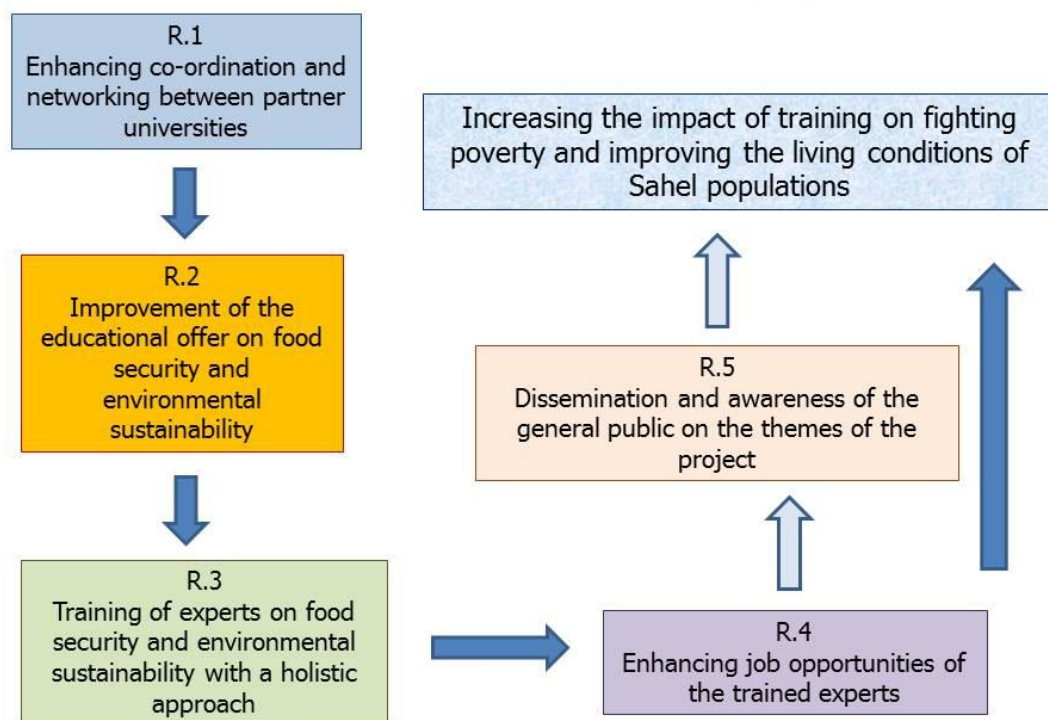 R.1
Enhancing co-ordination and
networking between partner
universities
R.2
Improvement of the
educational offer on food
security and
environmental
sustainability
R.3
Training of experts on food
security and environmental
sustainability with a holistic
approach
R.4
Enhancing job opportunities of
the trained experts
R.5
Dissemination and awareness of the
general public on the themes of the
project
Increasing the impact of training on fighting
poverty and improving the living conditions of
Sahel populations